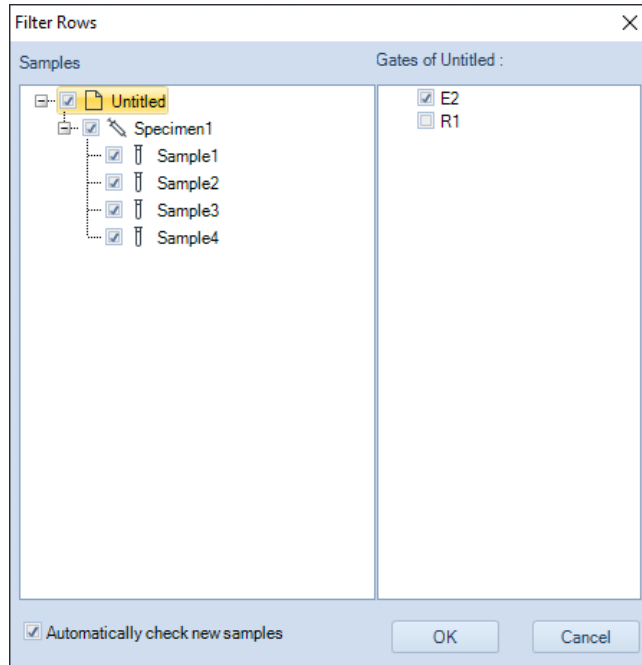 Filter Rows
Samples
Gates of Untitled :
Untitled
Specimen1
Sample1
Sample2
Sample3
Sample4
E2
R1
Automatically check new samples
OK
Cancel